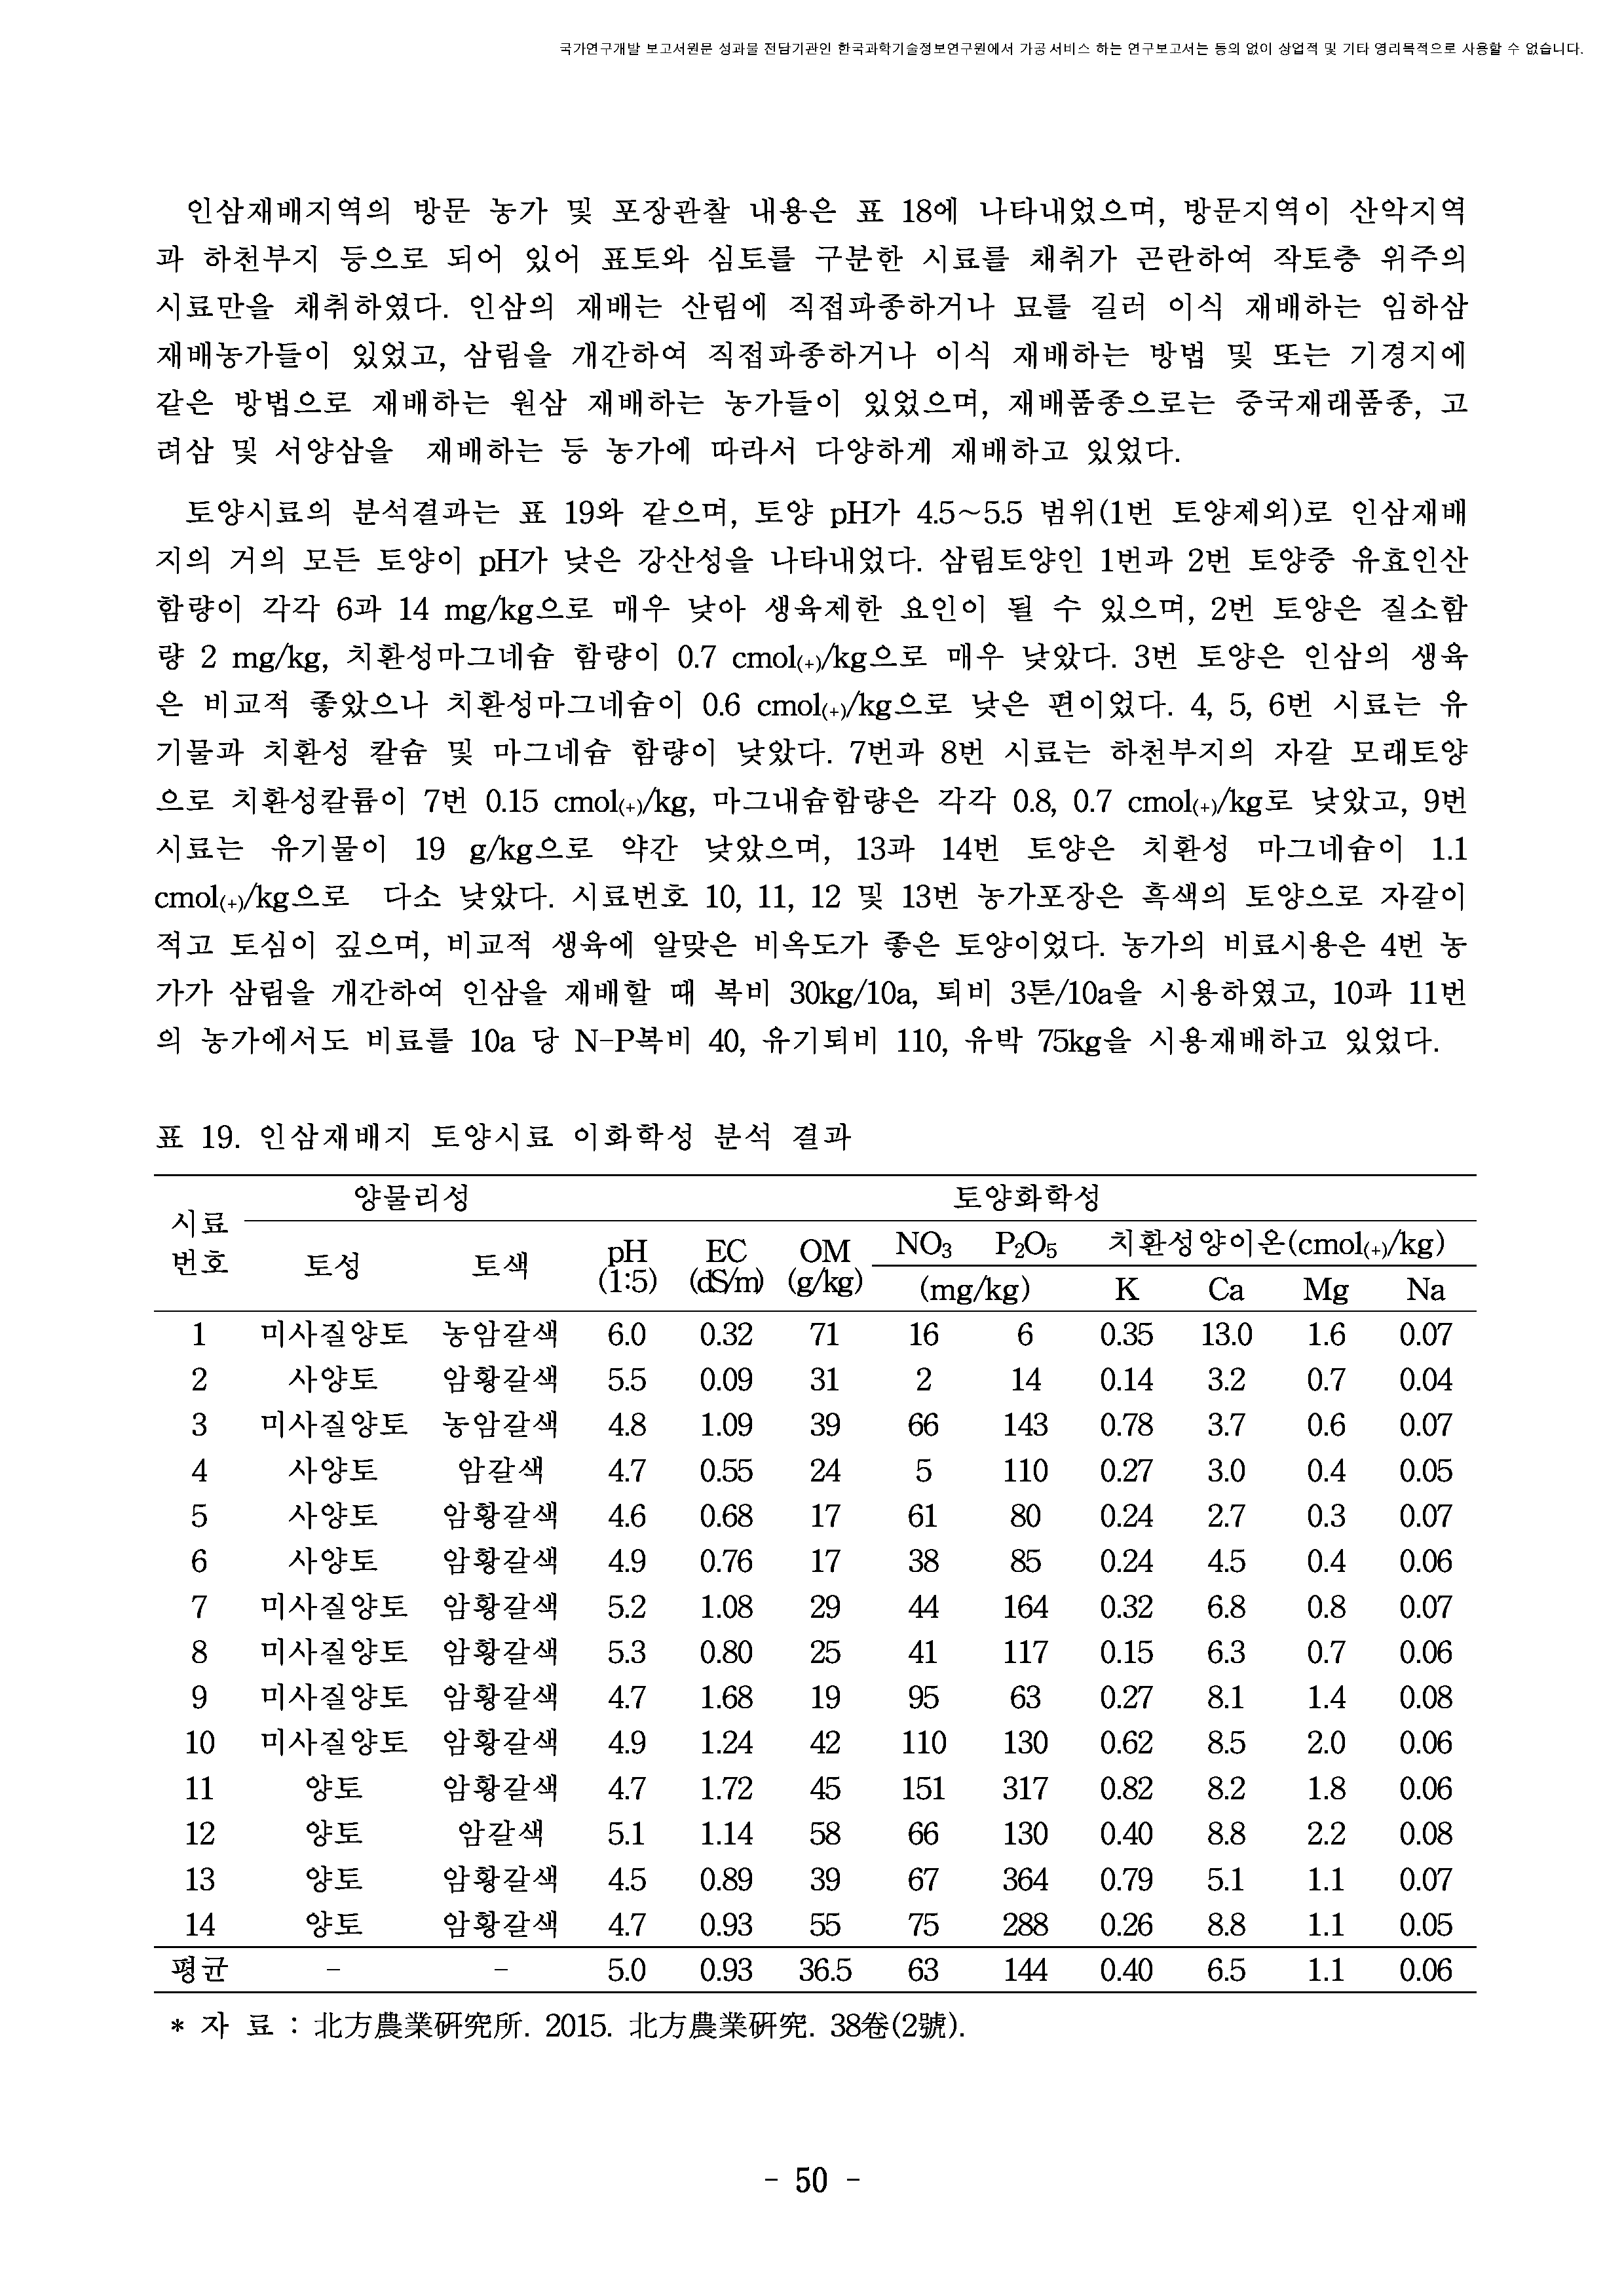 국가연구개발 보고서원문 성과물 전담기관인 한국과학기술정보연구원에서 가공·서비스 하는 연구보고서는 동의 없이 상업적 및 기타 영리목적으로 사용할 수 없습니다.
인삼재배지역의 방문 농가 및 포장관찰 내용은 표 18에 나타내었으며, 방문지역이 산악지역
과 하천부지 등으로 되어 있어 표토와 심토를 구분한 시료를 채취가 곤란하여 작토층 위주의
시료만을 채취하였다. 인삼의 재배는 산림에 직접파종하거나 묘를 길러 이식 재배하는 임하삼
재배농가들이 있었고, 삼림을 개간하여 직접파종하거나 이식 재배하는 방법 및 또는 기경지에
같은 방법으로 재배하는 원삼 재배하는 농가들이 있었으며, 재배품종으로는 중국재래품종, 고
려삼 및 서양삼을 재배하는 등 농가에 따라서 다양하게 재배하고 있었다.
토양시료의 분석결과는 표 19와 같으며, 토양 pH가 4.5~5.5 범위(1번 토양제외)로 인삼재배
지의 거의 모든 토양이 pH가 낮은 강산성을 나타내었다. 삼림토양인 1번과 2번 토양중 유효인산
함량이 각각 6과 14 mg/kg으로 매우 낮아 생육제한 요인이 될 수 있으며, 2번 토양은 질소함
량 2 mg/kg, 치환성마그네슘 함량이 0.7 cmol(+)/kg으로 매우 낮았다. 3번 토양은 인삼의 생육
은 비교적 좋았으나 치환성마그네슘이 0.6 cmol(+)/kg으로 낮은 편이었다. 4, 5, 6번 시료는 유
기물과 치환성 칼슘 및 마그네슘 함량이 낮았다. 7번과 8번 시료는 하천부지의 자갈 모래토양
으로 치환성칼륨이 7번 0.15 cmol(+)/kg, 마그내슘함량은 각각 0.8, 0.7 cmol(+)/kg로 낮았고, 9번
시료는 유기물이 19 g/kg으로 약간 낮았으며, 13과 14번 토양은 치환성 마그네슘이 1.1
cmol(+)/kg으로 다소 낮았다. 시료번호 10, 11, 12 및 13번 농가포장은 흑색의 토양으로 자갈이
적고 토심이 깊으며, 비교적 생육에 알맞은 비옥도가 좋은 토양이었다. 농가의 비료시용은 4번 농
가가 삼림을 개간하여 인삼을 재배할 때 복비 30kg/10a, 퇴비 3톤/10a을 시용하였고, 10과 11번
의 농가에서도 비료를 10a 당 N-P복비 40, 유기퇴비 110, 유박 75kg을 시용재배하고 있었다.
표 19. 인삼재배지 토양시료 이화학성 분석 결과
시료 번호 양물리성 토양화학성
토성 토색 pH (1:5) EC (dS/m) OM (g/kg) NO3 P2O5 치환성양이온(cmol(+)/kg)
(mg/kg) K Ca Mg Na
1 미사질양토 농암갈색 6.0 0.32 71 16 6 0.35 13.0 1.6 0.07
2 사양토 암황갈색 5.5 0.09 31 2 14 0.14 3.2 0.7 0.04
3 미사질양토 농암갈색 4.8 1.09 39 66 143 0.78 3.7 0.6 0.07
4 사양토 암갈색 4.7 0.55 24 5 110 0.27 3.0 0.4 0.05
5 사양토 암황갈색 4.6 0.68 17 61 80 0.24 2.7 0.3 0.07
6 사양토 암황갈색 4.9 0.76 17 38 85 0.24 4.5 0.4 0.06
7 미사질양토 암황갈색 5.2 1.08 29 44 164 0.32 6.8 0.8 0.07
8 미사질양토 암황갈색 5.3 0.80 25 41 117 0.15 6.3 0.7 0.06
9 미사질양토 암황갈색 4.7 1.68 19 95 63 0.27 8.1 1.4 0.08
10 미사질양토 암황갈색 4.9 1.24 42 110 130 0.62 8.5 2.0 0.06
11 양토 암황갈색 4.7 1.72 45 151 317 0.82 8.2 1.8 0.06
12 양토 암갈색 5.1 1.14 58 66 130 0.40 8.8 2.2 0.08
13 양토 암황갈색 4.5 0.89 39 67 364 0.79 5.1 1.1 0.07
14 양토 암황갈색 4.7 0.93 55 75 288 0.26 8.8 1.1 0.05
평균 - - 5.0 0.93 36.5 63 144 0.40 6.5 1.1 0.06
* 자 료 : 北方農業硏究所. 2015. 北方農業硏究. 38卷(2號).
- 50 -